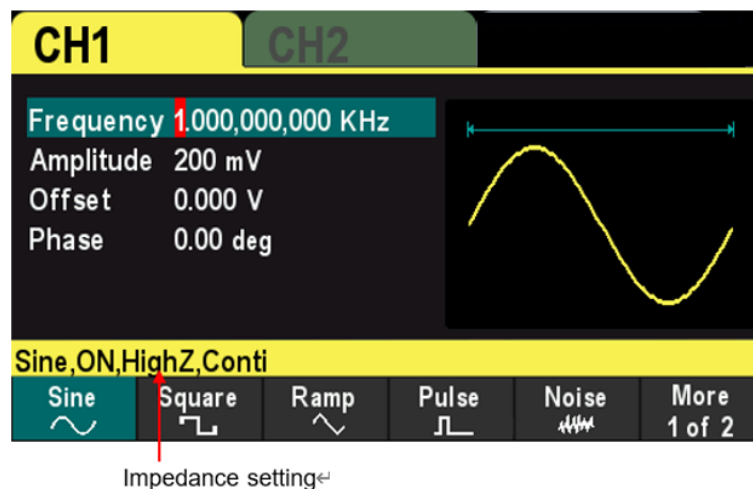 CH1 CH2
Frequency 1.000,000,000 KHz
Amplitude 200 mV
Offset 0.000 V
Phase 0.00 deg
Sine,ON,HighZ,Conti
Sine Square Ramp Pulse Noise More
1 of 2
Impedance setting↵